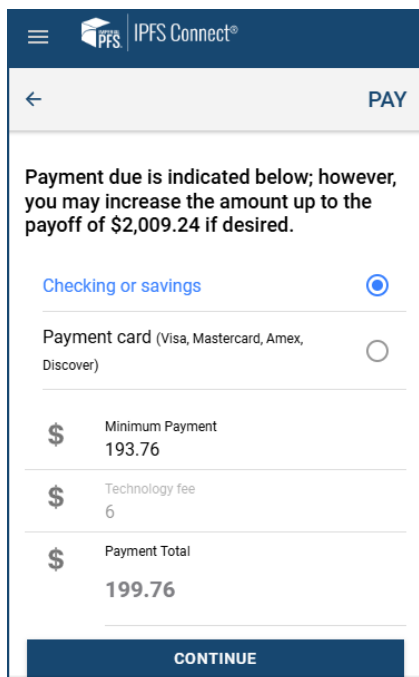 IMPERIAL
PFS.
IPFS Connect®
PAY
Payment due is indicated below; however,
you may increase the amount up to the
payoff of $2,009.24 if desired.
Checking or savings
Payment card (Visa, Mastercard, Amex,
Discover)
$
Minimum Payment
193.76
$
Technology fee
6
$
Payment Total
199.76
CONTINUE